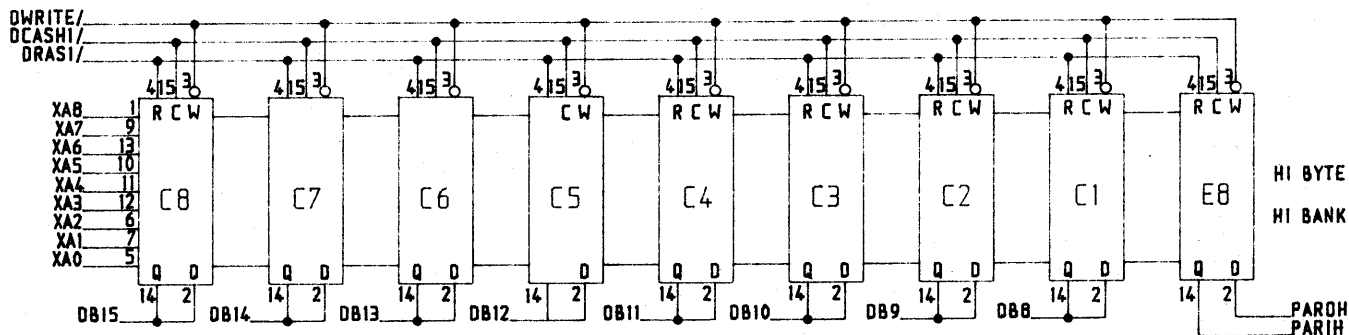 DWRITE/
DCASH1/
DRAS1/
4 15 3 4 15 3 4 15 3 4 15 3 4 15 3 4 15 3 4 15 3 4 15 3 4 15 3
XA8 1 R C W R C W C W R C W R C W R C W R C W R C W
XA7 9
XA6 13
XA5 10
XA4 11
XA3 12
XA2 6
XA1 7
XA0 5
C8 C7 C6 C5 C4 C3 C2 C1 E8
HI BYTE
HI BANK
Q D Q D Q D D Q D Q D Q D Q D Q D
14 2 14 2 14 2 14 2 14 2 14 2 14 2 14 2 14 2
DB15 DB14 DB13 DB12 DB11 DB10 DB9 DB8 PAROH
PARIH